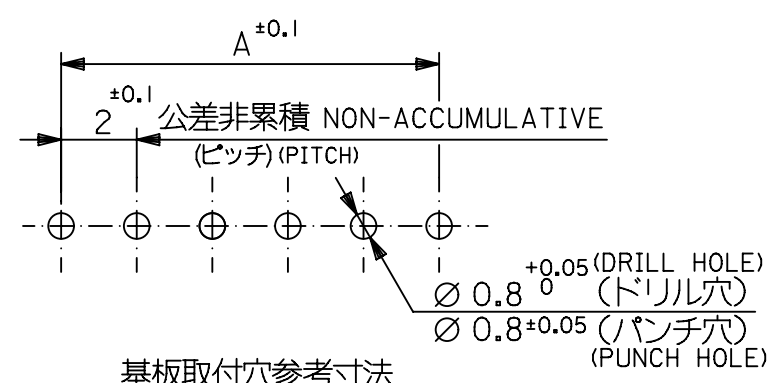 A ±0.1
2 ±0.1 公差非累積 NON-ACCUMULATIVE
(ピッチ) (PITCH)
+0.05 (DRILL HOLE)
Ø 0.8 0 (ドリル穴)
Ø 0.8±0.05 (パンチ穴)
(PUNCH HOLE)
基板取付穴参考寸法